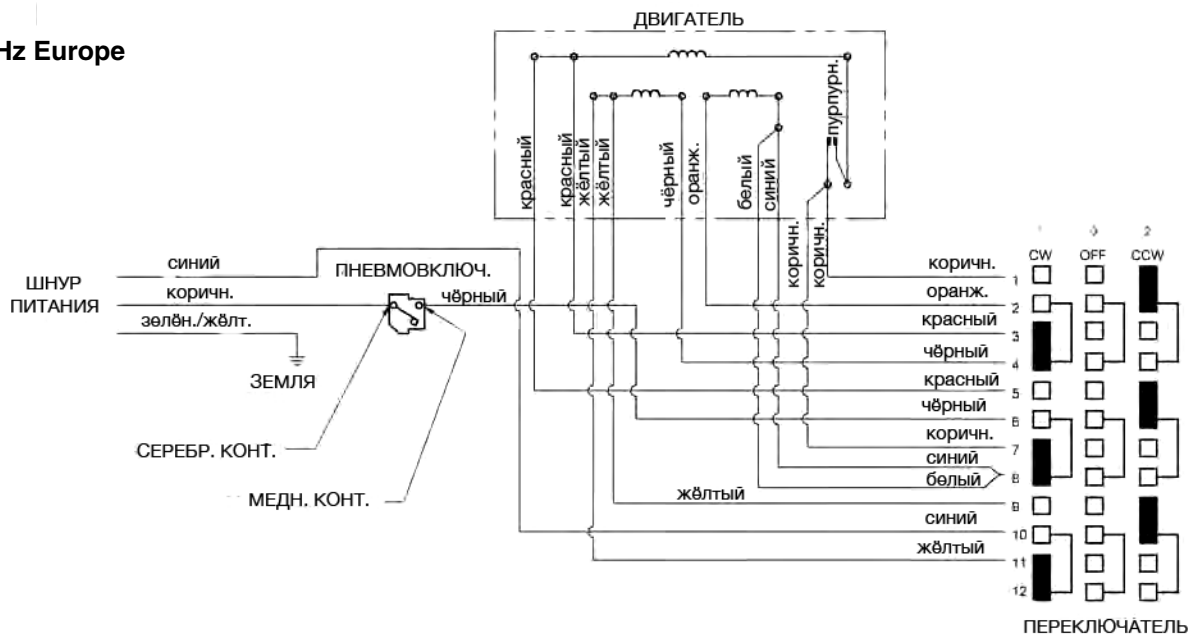 ДВИГАТЕЛЬ
Hz Europe
пурпурн.
красный
красный
жёлтый
жёлтый
чёрный
оранж.
белый
синий
коричн.
коричн.
ШНУР
ПИТАНИЯ
синий
коричн.
зелён./жёлт.
ЗЕМЛЯ
ПНЕВМОВКЛЮЧ.
чёрный
СЕРЕБР. КОНТ.
МЕДН. КОНТ.
2
CW OFF CCW
коричн. 1
оранж. 2
красный 3
чёрный 4
красный 5
чёрный 6
коричн. 7
синий
белый 8
жёлтый 9
синий 10
жёлтый 11
12
ПЕРЕКЛЮЧАТЕЛЬ